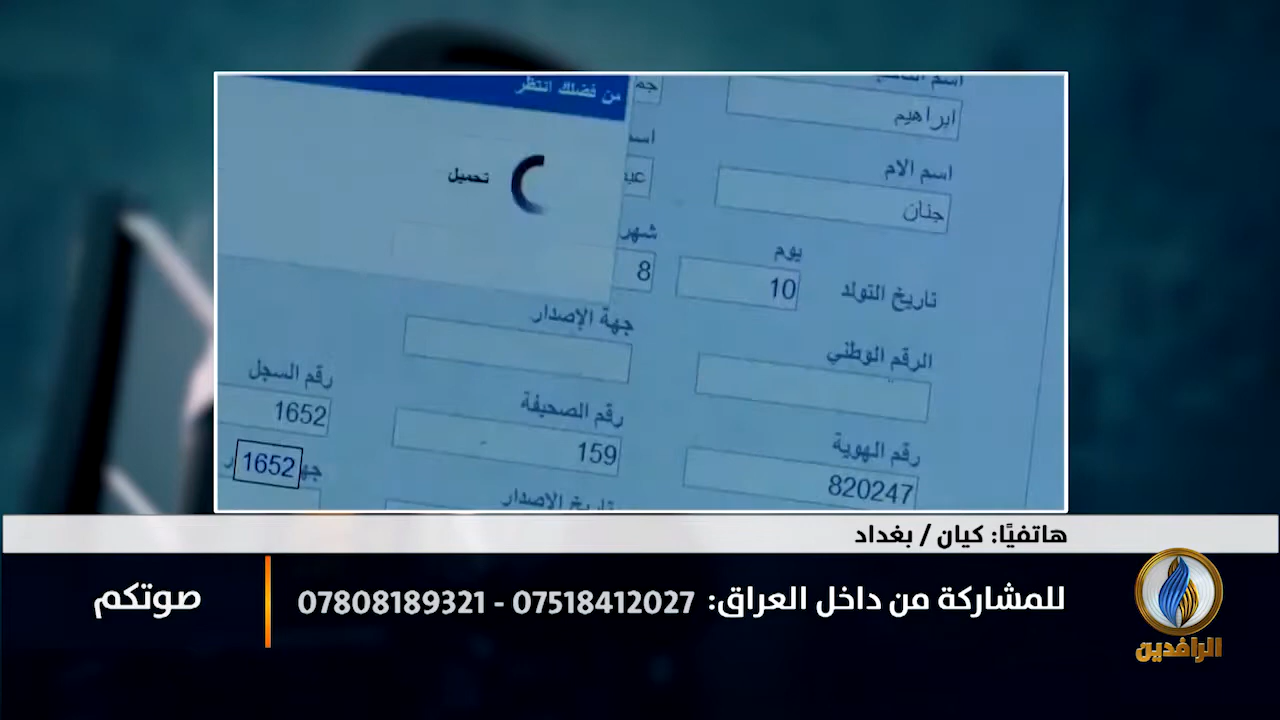 من فضلك انتظر
تحميل
ابراهيم
اسم الام
جنان
يوم
شهر
تاريخ التولد
10
8
جهة الإصدار
الرقم الوطني
رقم السجل
رقم الصحيفة
رقم الهوية
1652
159
820247
1652
تاريخ الإصدار
هاتفيًا: كيان / بغداد
للمشاركة من داخل العراق: 07518412027 - 07808189321
صوتكم
الرافدين